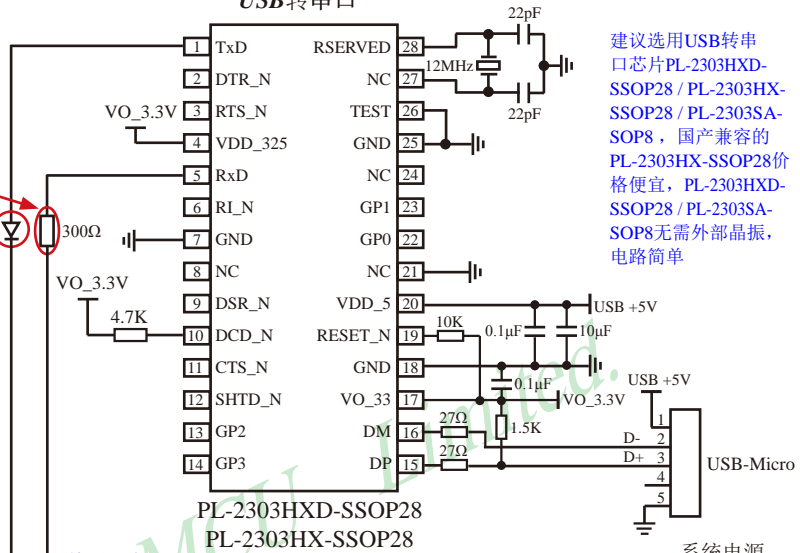 USB转串口
22pF
12MHz
22pF
1 TxD RSERVED 28
2 DTR_N NC 27
VO_3.3V
3 RTS_N TEST 26
4 VDD_325 GND 25
5 RxD NC 24
6 RI_N GP1 23
300Ω
7 GND GP0 22
8 NC NC 21
VO_3.3V
9 DSR_N VDD_5 20
USB +5V
4.7K
10 DCD_N RESET_N 19
10K
0.1μF
10μF
11 CTS_N GND 18
0.1μF
12 SHTD_N VO_33 17
VO_3.3V
13 GP2 DM 16
27Ω
1.5K
14 GP3 DP 15
27Ω
USB +5V
1
D- 2
D+ 3
4
5
USB-Micro
PL-2303HXD-SSOP28
PL-2303HX-SSOP28
建议选用USB转串
口芯片PL-2303HXD-
SSOP28 / PL-2303HX-
SSOP28 / PL-2303SA-
SOP8 ，国产兼容的
PL-2303HX-SSOP28价
格便宜，PL-2303HXD-
SSOP28 / PL-2303SA-
SOP8无需外部晶振，
电路简单
系统电源
MCU Limited.